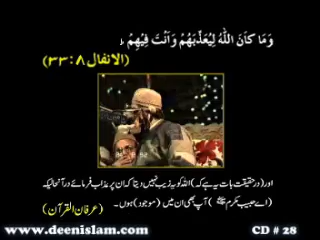 وَمَا كَانَ اللّٰهُ لِيُعَذِّبَهُمْ وَاَنْتَ فِيْهِمْ ط
(الانفال ۸:۳۳)
اور (درحقیقت بات یہ ہے کہ) اللہ کو یہ زیب نہیں دیتا کہ ان پر عذاب فرمائے درآنحالیکہ
(اے حبیبِ مکرم ﷺ) آپ بھی ان میں (موجود) ہوں۔
(عرفان القرآن)
www.deenislam.com
CD # 28